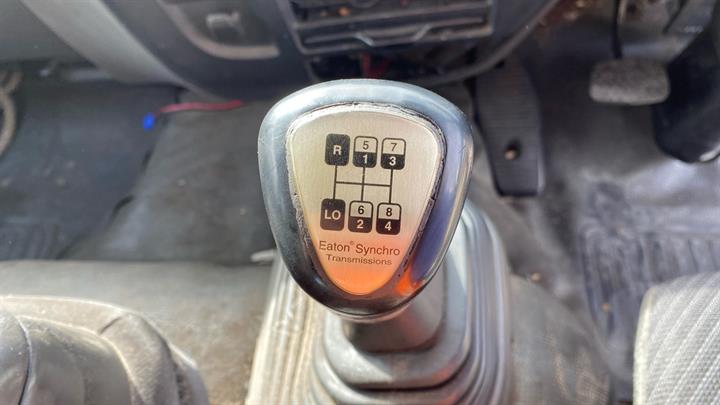 R 5 7
1 3
LO 6 8
2 4
Eaton® Synchro
Transmissions